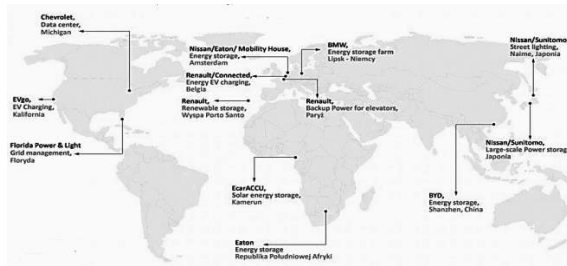 Chevrolet,
Data center,
Michigan
Nissan/Eaton/ Mobility House,
Energy storage,
Amsterdam
BMW,
Energy storage farm
Lipsk - Niemcy
Nissan/Sunitomo
Street lighting,
Naime, Japonia
Renault/Connected,
Energy EV charging,
Belgia
EVgo,
EV Charging,
Kalifornia
Renault,
Renewable storage,
Wyspa Porto Santo
Renault,
Backup Power for elevators,
Paryż
Florida Power & Light
Grid management,
Floryda
Nissan/Sunitomo,
Large-scale Power storag
Japonia
EcarACCU,
Solar energy storage,
Kamerun
BYD,
Energy storage,
Shanzhen, China
Eaton
Energy storage
Republika Południowej Afryki